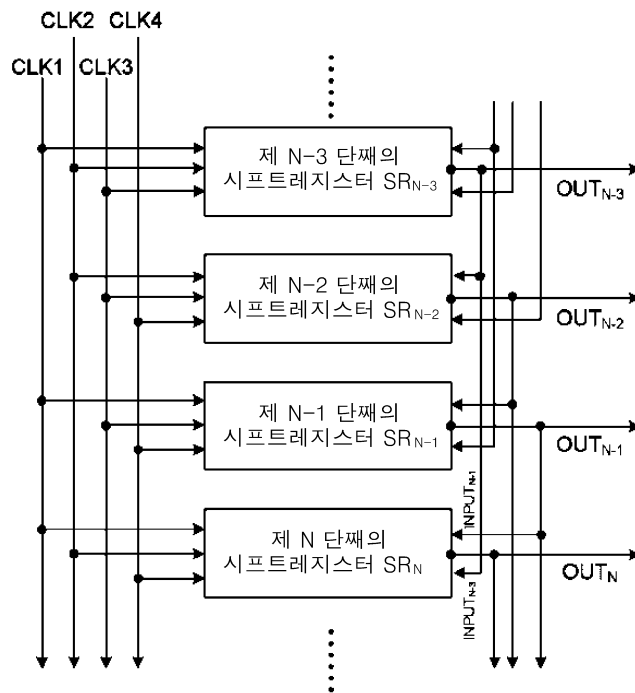 CLK2 CLK4
CLK1 CLK3
제 N-3 단째의
시프트레지스터 SRN-3
OUTN-3
제 N-2 단째의
시프트레지스터 SRN-2
OUTN-2
제 N-1 단째의
시프트레지스터 SRN-1
OUTN-1
INPUTN-1
제 N 단째의
시프트레지스터 SRN
OUTN
INPUTN-3